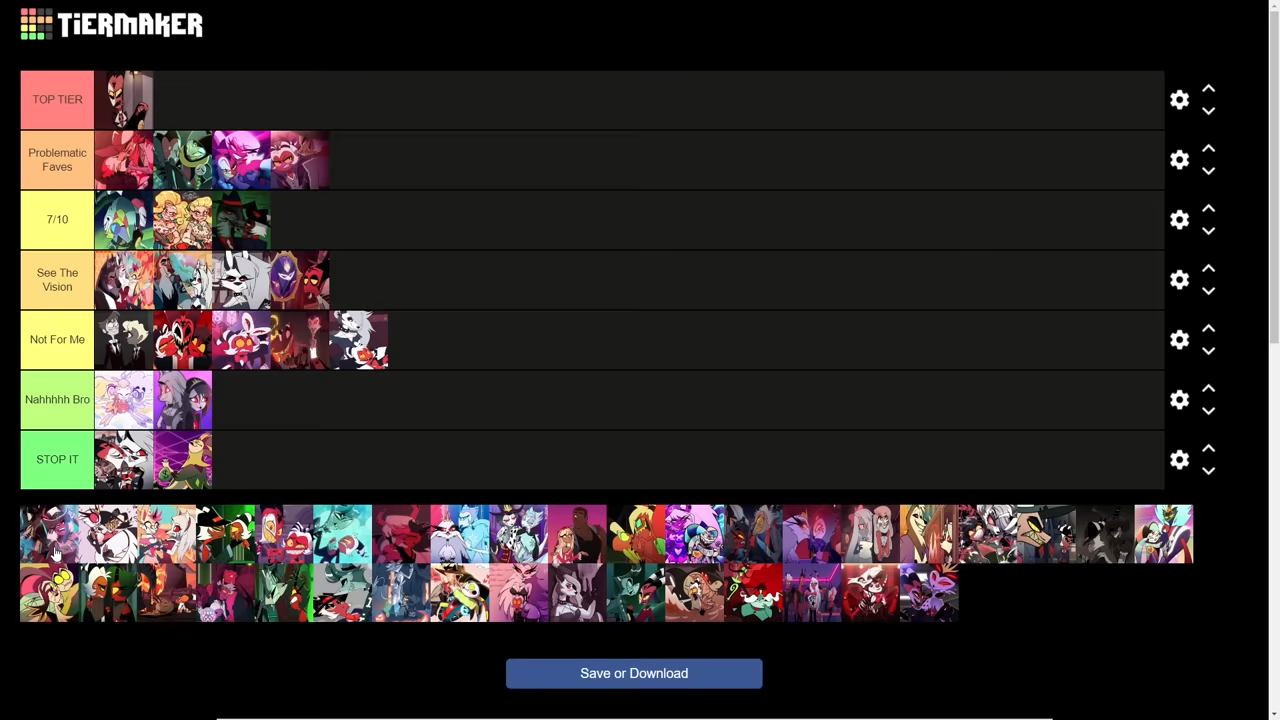 TiERMAKER
TOP TIER
Problematic
Faves
7/10
See The
Vision
Not For Me
Nahhhhh Bro
STOP IT
Save or Download